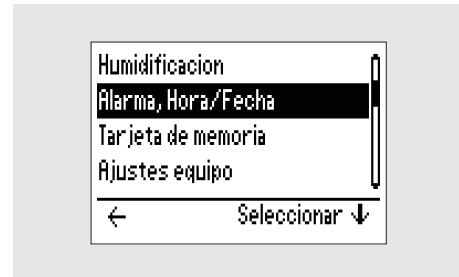 Humidificacion
Alarma, Hora/Fecha
Tarjeta de memoria
Ajustes equipo
← Seleccionar ↓